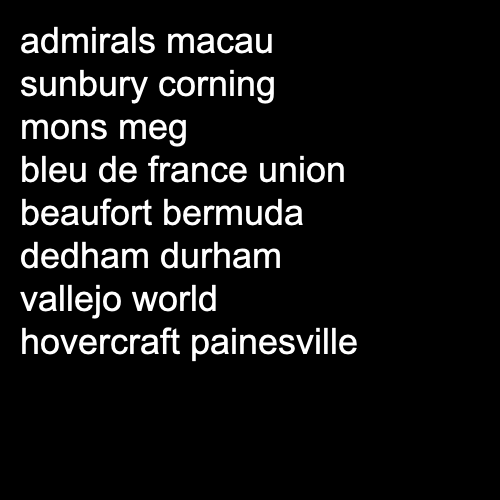 admirals macau
sunbury corning
mons meg
bleu de france union
beaufort bermuda
dedham durham
vallejo world
hovercraft painesville